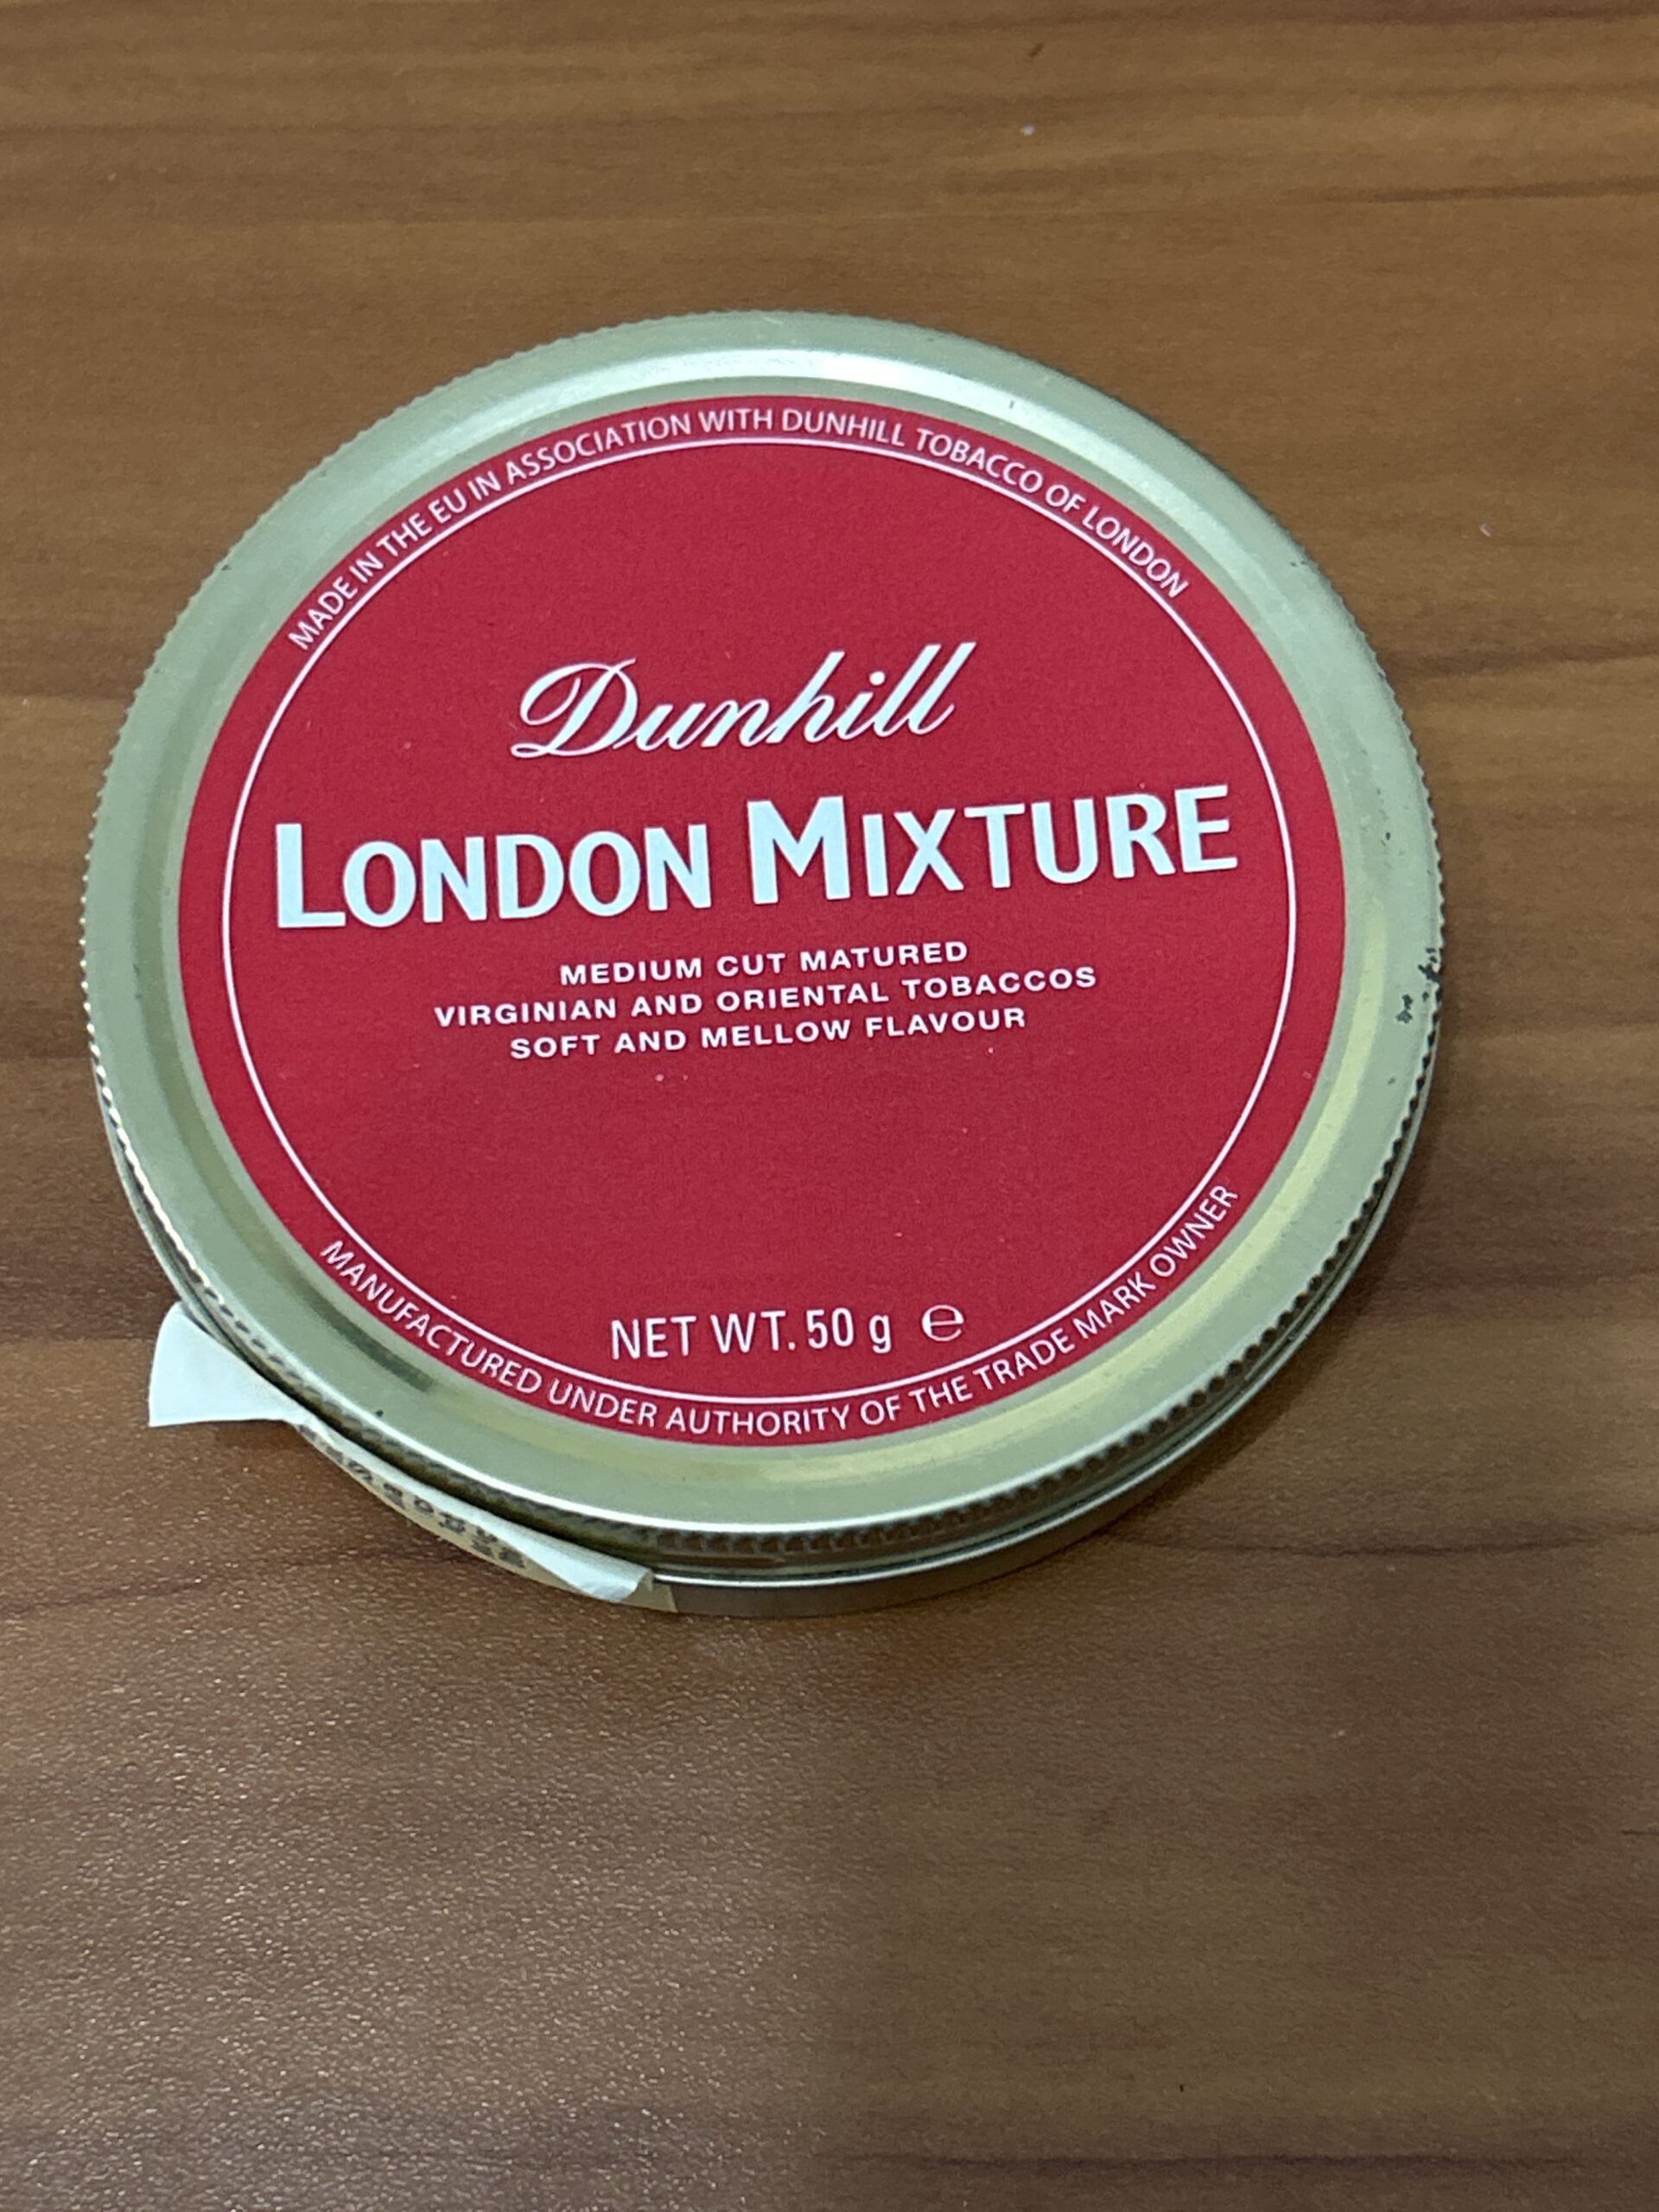 MADE IN THE EU IN ASSOCIATION WITH DUNHILL TOBACCO OF LONDON
Dunhill
LONDON MIXTURE
MEDIUM CUT MATURED
VIRGINIAN AND ORIENTAL TOBACCOS
SOFT AND MELLOW FLAVOUR
NET WT. 50 g ℮
MANUFACTURED UNDER AUTHORITY OF THE TRADE MARK OWNER